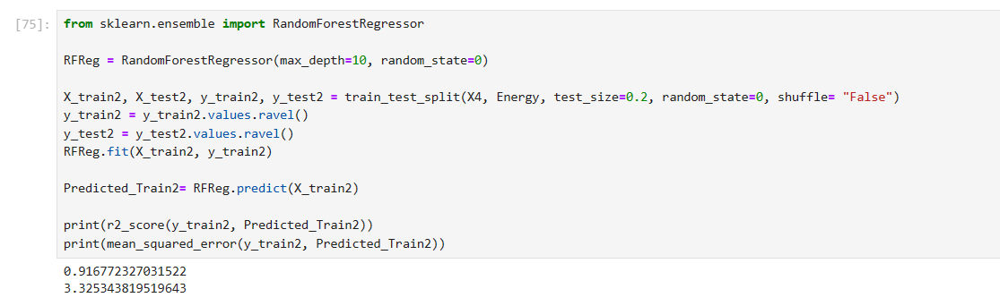 [75]:
from sklearn.ensemble import RandomForestRegressor
RFReg = RandomForestRegressor(max_depth=10, random_state=0)
X_train2, X_test2, y_train2, y_test2 = train_test_split(X4, Energy, test_size=0.2, random_state=0, shuffle= "False")
y_train2 = y_train2.values.ravel()
y_test2 = y_test2.values.ravel()
RFReg.fit(X_train2, y_train2)
Predicted_Train2= RFReg.predict(X_train2)
print(r2_score(y_train2, Predicted_Train2))
print(mean_squared_error(y_train2, Predicted_Train2))
0.916772327031522
3.325343819519643